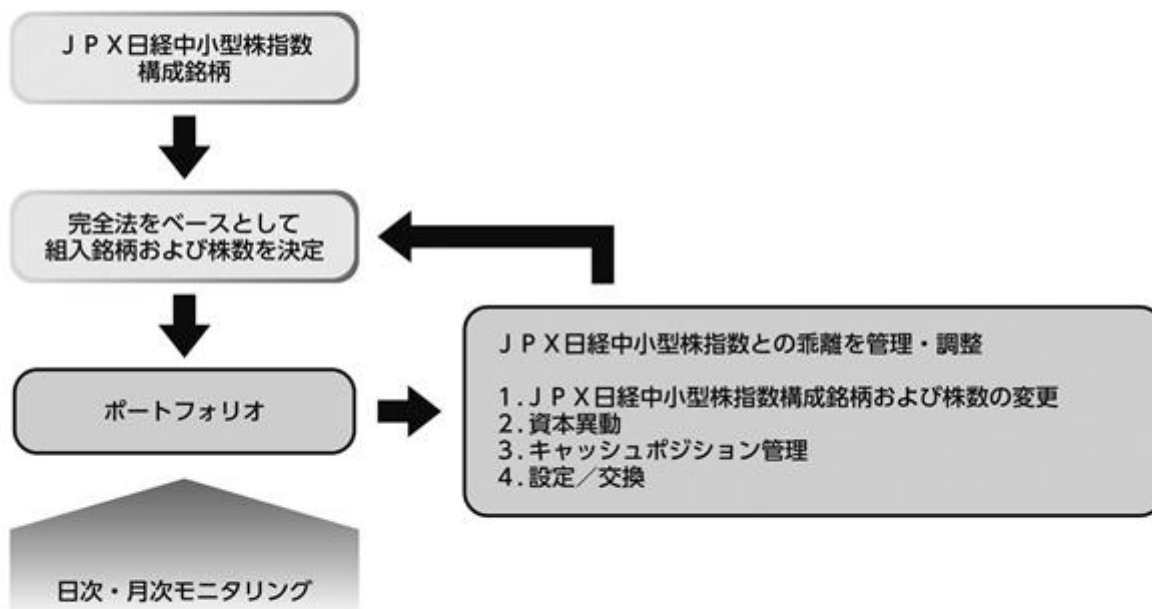 ＪＰＸ日経中小型株指数
構成銘柄
完全法をベースとして
組入銘柄および株数を決定
ポートフォリオ
ＪＰＸ日経中小型株指数との乖離を管理・調整
１.ＪＰＸ日経中小型株指数構成銘柄および株数の変更
２.資本異動
３.キャッシュポジション管理
４.設定／交換
日次・月次モニタリング